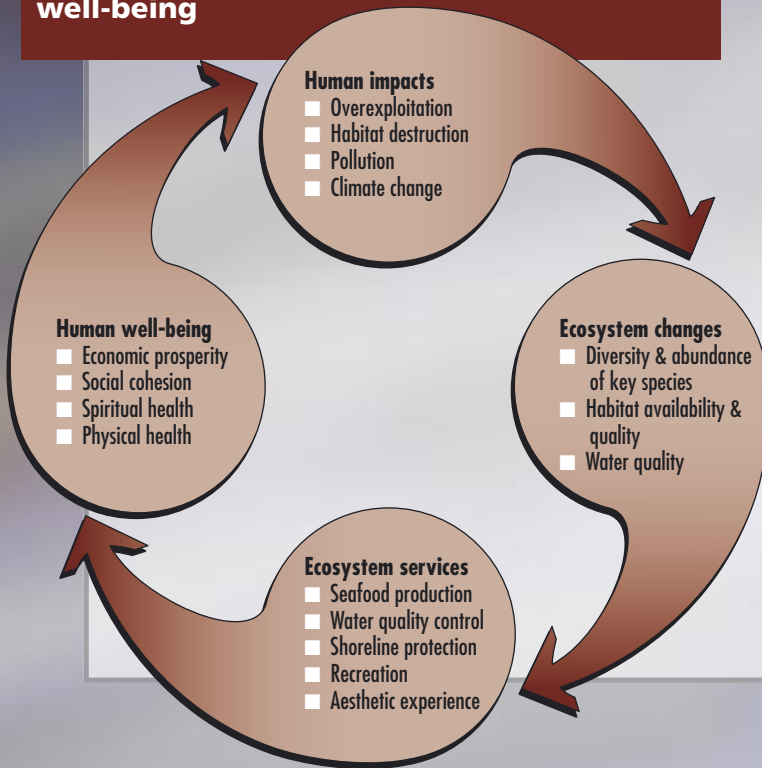 well-being
Human impacts
Overexploitation
Habitat destruction
Pollution
Climate change
Human well-being
Economic prosperity
Social cohesion
Spiritual health
Physical health
Ecosystem changes
Diversity & abundance
of key species
Habitat availability &
quality
Water quality
Ecosystem services
Seafood production
Water quality control
Shoreline protection
Recreation
Aesthetic experience